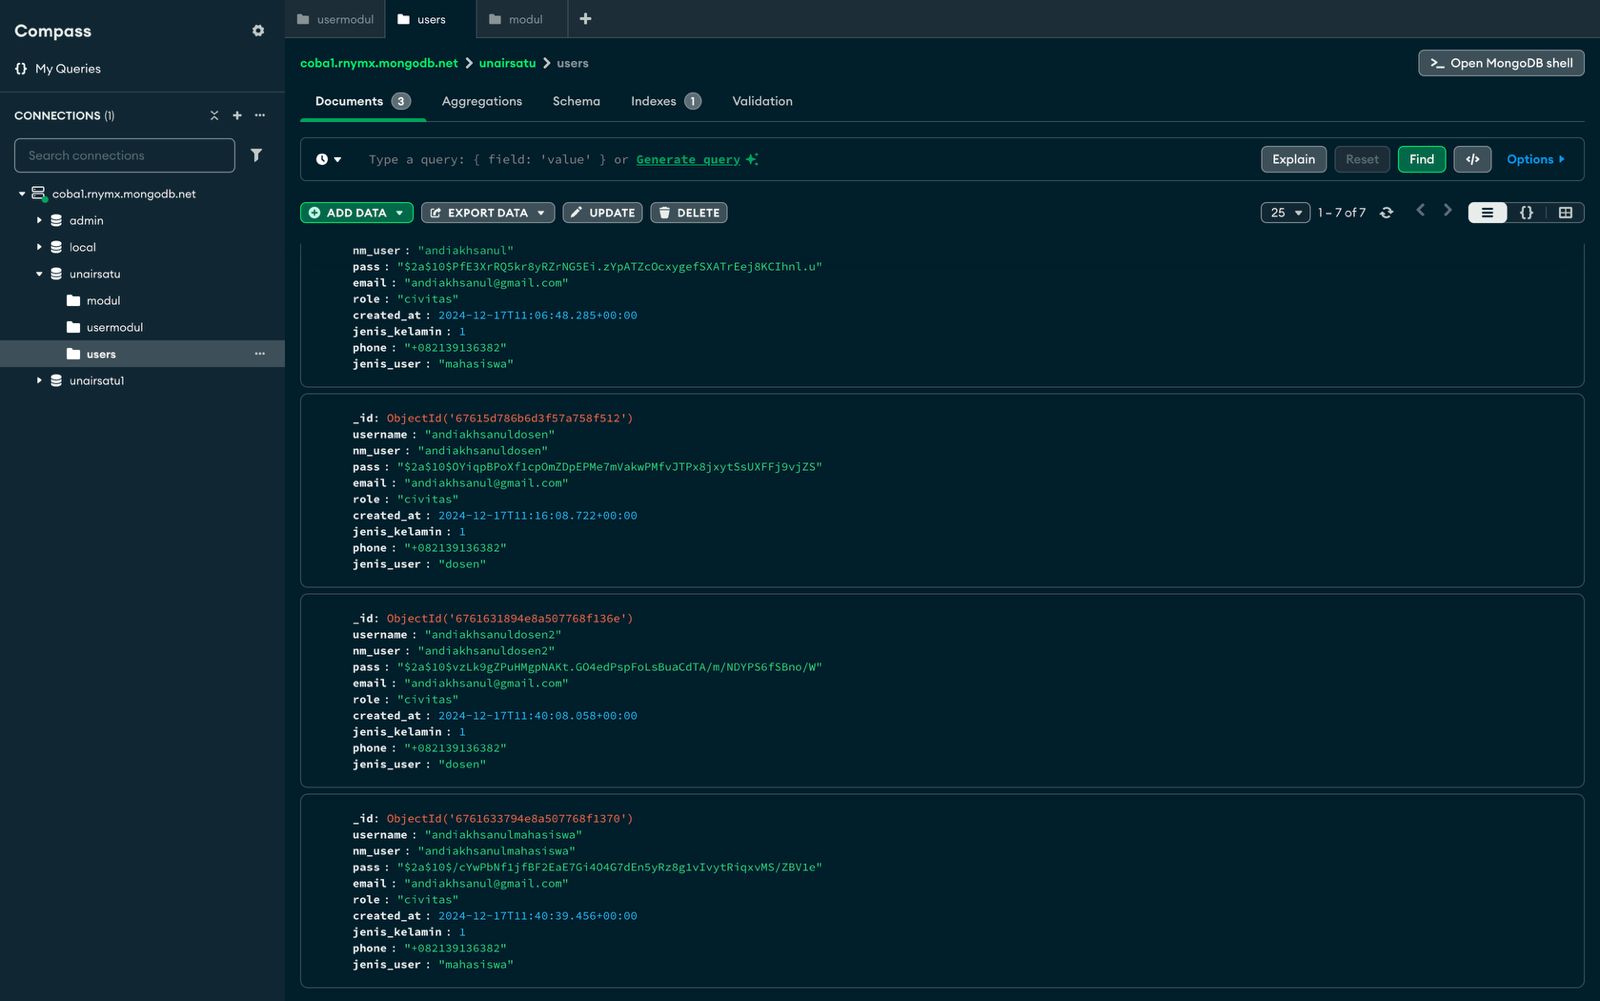 Compass
My Queries
CONNECTIONS (1)
Search connections
coba1.rnymx.mongodb.net
admin
local
unairsatu
modul
usermodul
users
unairsatu1
usermodul
users
modul
coba1.rnymx.mongodb.net > unairsatu > users
>_ Open MongoDB shell
Documents 3 Aggregations Schema Indexes 1 Validation
Type a query: { field: 'value' } or Generate query
Explain Reset Find </> Options
ADD DATA EXPORT DATA UPDATE DELETE
25 1 – 7 of 7 {}
nm_user : "andiakhsanul"
pass : "$2a$10$PfE3XrRQ5kr8yRZrNG5Ei.zYpATZcOcxygefSXATrEej8KCIhnl.u"
email : "andiakhsanul@gmail.com"
role : "civitas"
created_at : 2024-12-17T11:06:48.285+00:00
jenis_kelamin : 1
phone : "+082139136382"
jenis_user : "mahasiswa"
_id: ObjectId('67615d786b6d3f57a758f512')
username : "andiakhsanuldosen"
nm_user : "andiakhsanuldosen"
pass : "$2a$10$OYiqpBPoXf1cpOmZDpEPMe7mVakwPMfvJTPx8jxytSsUXFFj9vjZS"
email : "andiakhsanul@gmail.com"
role : "civitas"
created_at : 2024-12-17T11:16:08.722+00:00
jenis_kelamin : 1
phone : "+082139136382"
jenis_user : "dosen"
_id: ObjectId('6761631894e8a507768f136e')
username : "andiakhsanuldosen2"
nm_user : "andiakhsanuldosen2"
pass : "$2a$10$vzLk9gZPuHMgpNAKt.GO4edPspFoLsBuaCdTA/m/NDYPS6fSBno/W"
email : "andiakhsanul@gmail.com"
role : "civitas"
created_at : 2024-12-17T11:40:08.058+00:00
jenis_kelamin : 1
phone : "+082139136382"
jenis_user : "dosen"
_id: ObjectId('6761633794e8a507768f1370')
username : "andiakhsanulmahasiswa"
nm_user : "andiakhsanulmahasiswa"
pass : "$2a$10$/cYwPbNf1jfBF2EaE7Gi4O4G7dEn5yRz8g1vIvytRiqxvMS/ZBV1e"
email : "andiakhsanul@gmail.com"
role : "civitas"
created_at : 2024-12-17T11:40:39.456+00:00
jenis_kelamin : 1
phone : "+082139136382"
jenis_user : "mahasiswa"